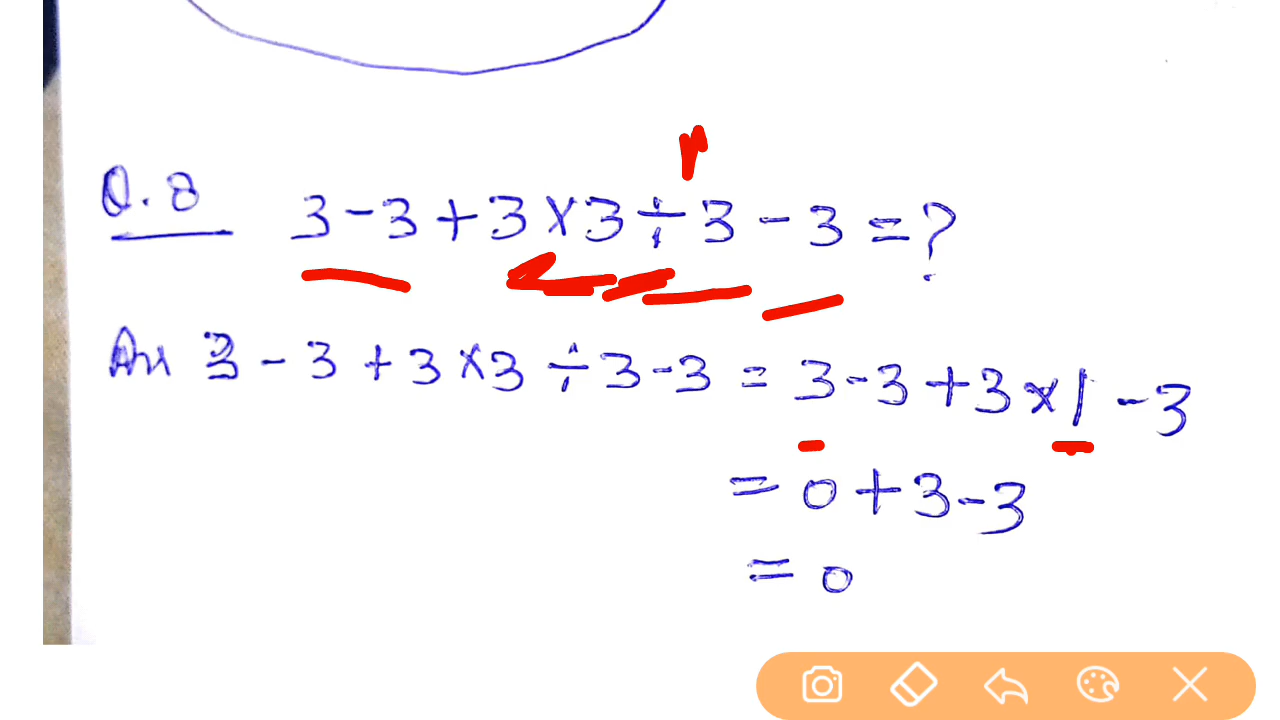 Q.8 3-3+3×3÷3-3=?
Ans 3-3+3×3÷3-3 = 3-3+3×1-3
= 0+3-3
= 0